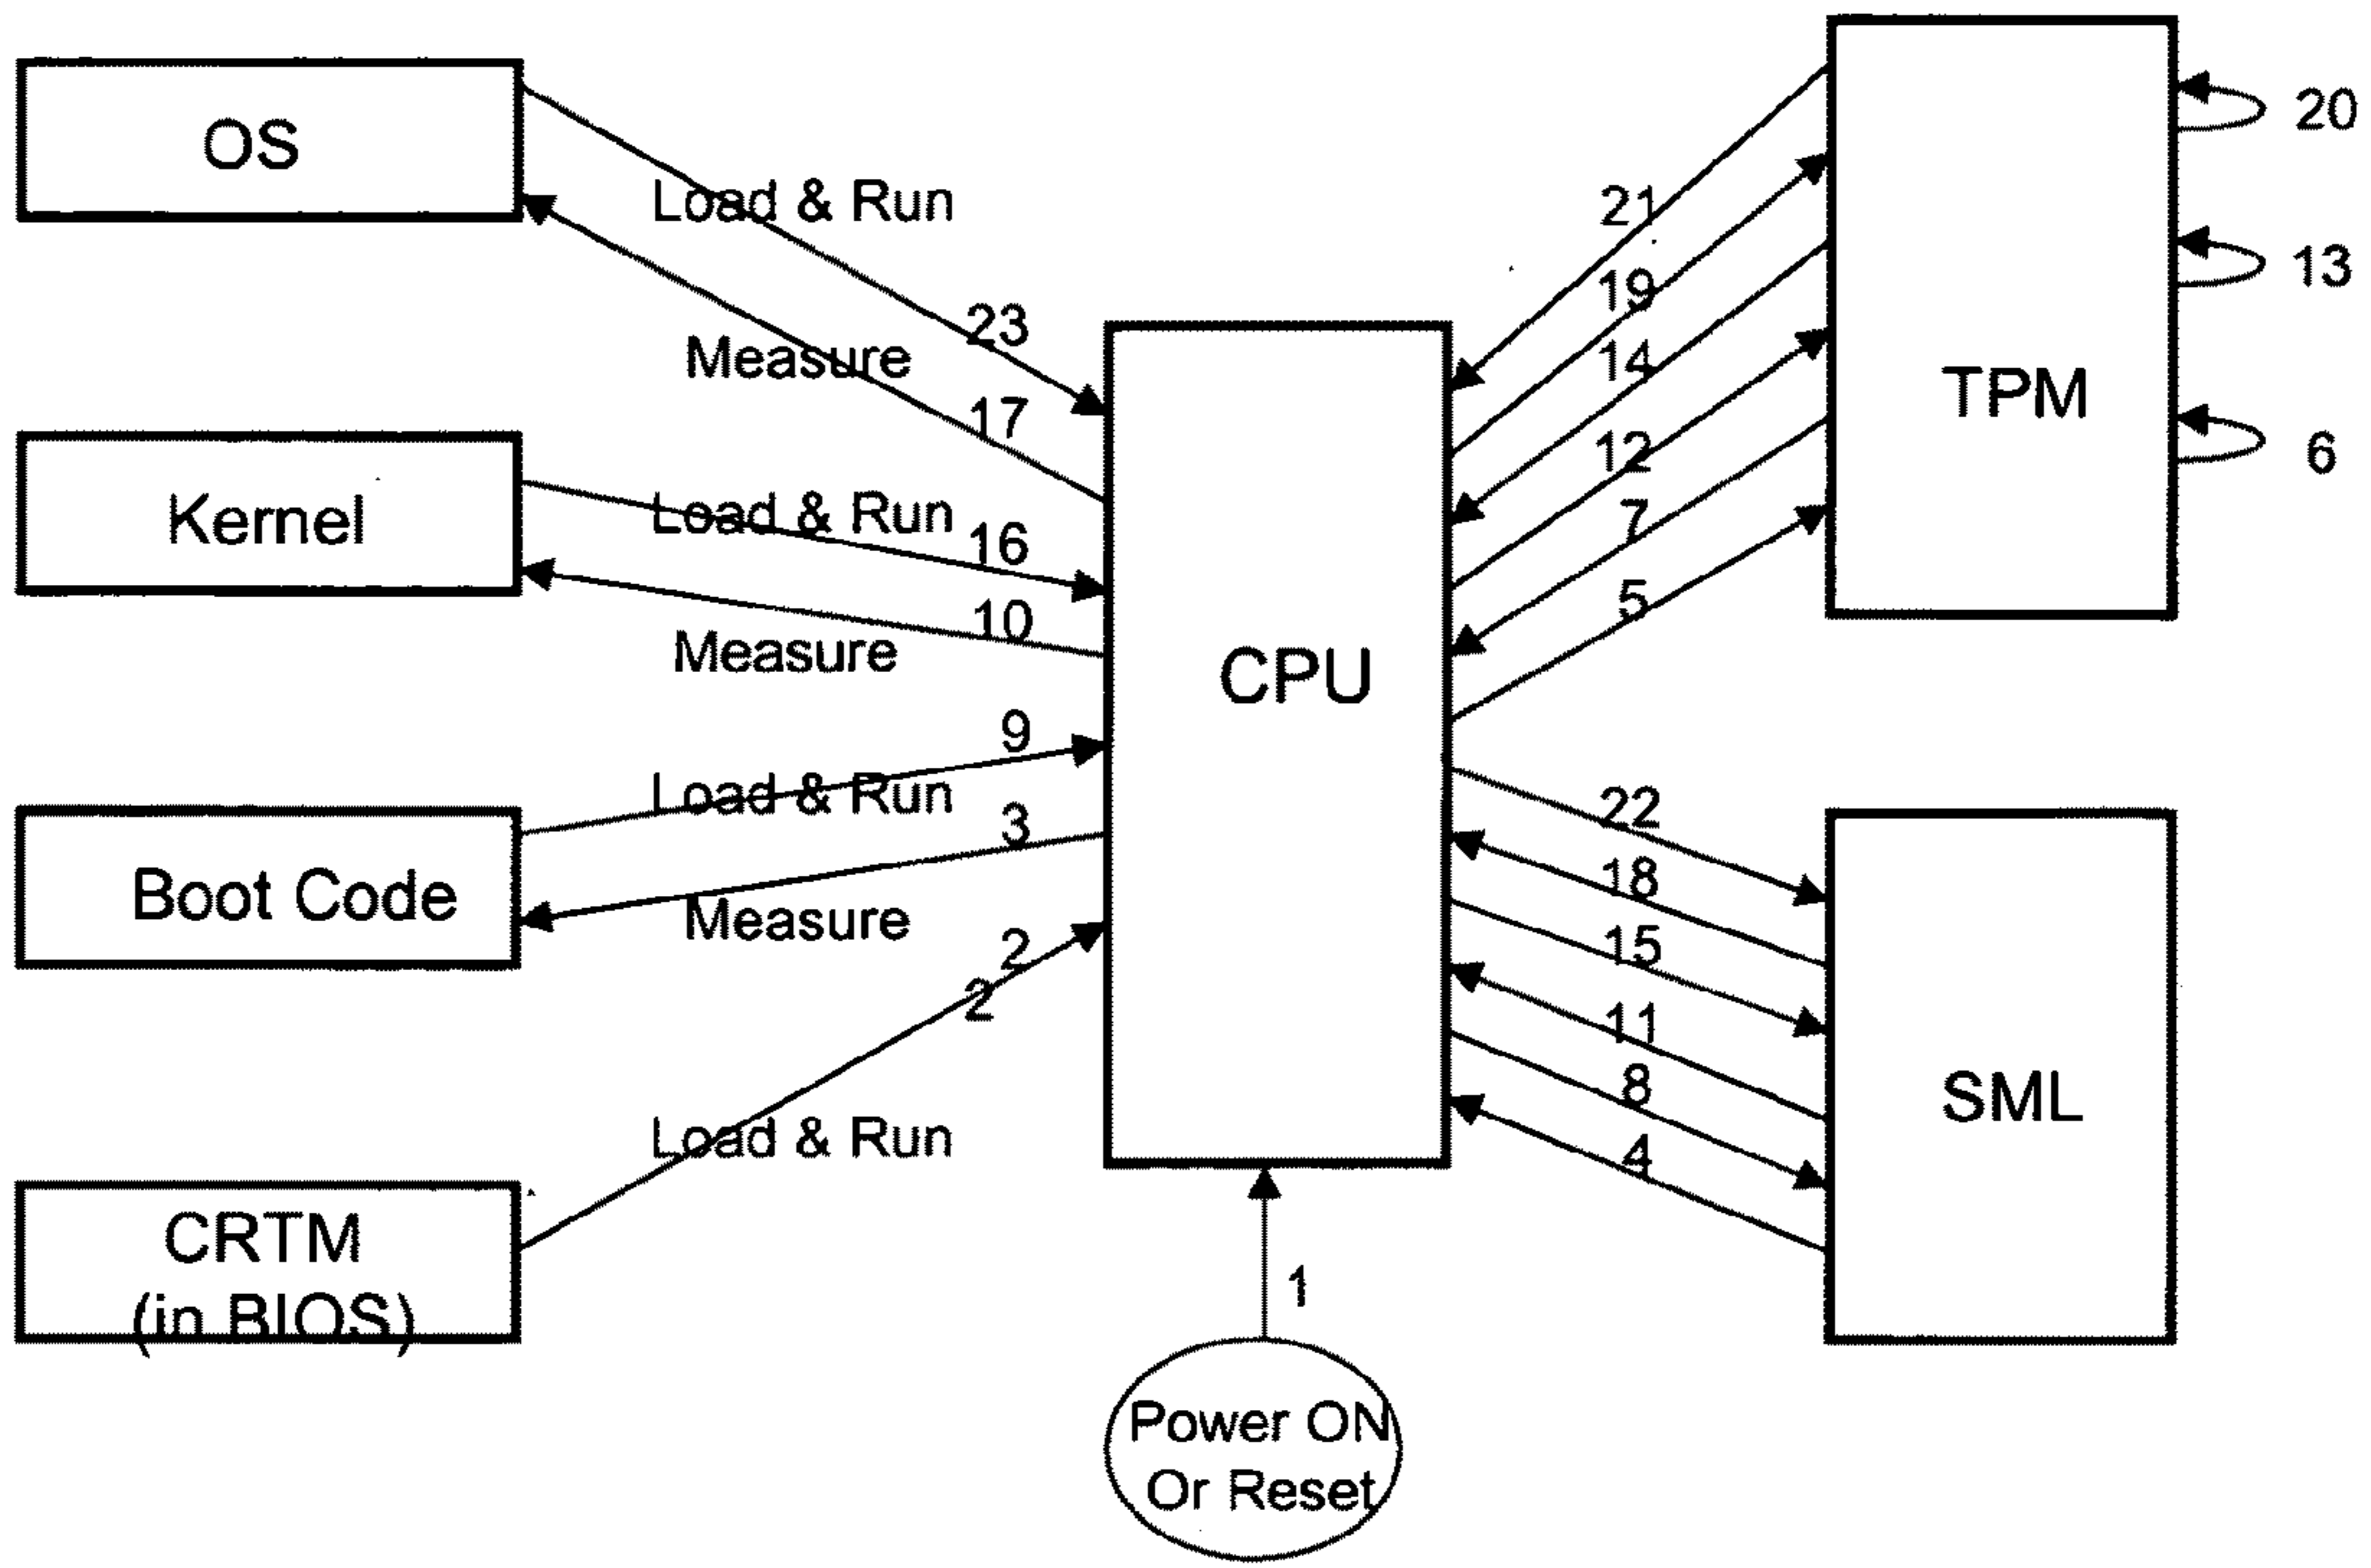 OS
Load & Run
23
Measure
17
Kernel
Load & Run
16
10
Measure
9
Load & Run
Boot Code
3
Measure
2
2
Load & Run
CRTM
(in BIOS)
CPU
1
Power ON
Or Reset
21
19
14
12
7
5
TPM
20
13
6
22
18
15
11
8
4
SML